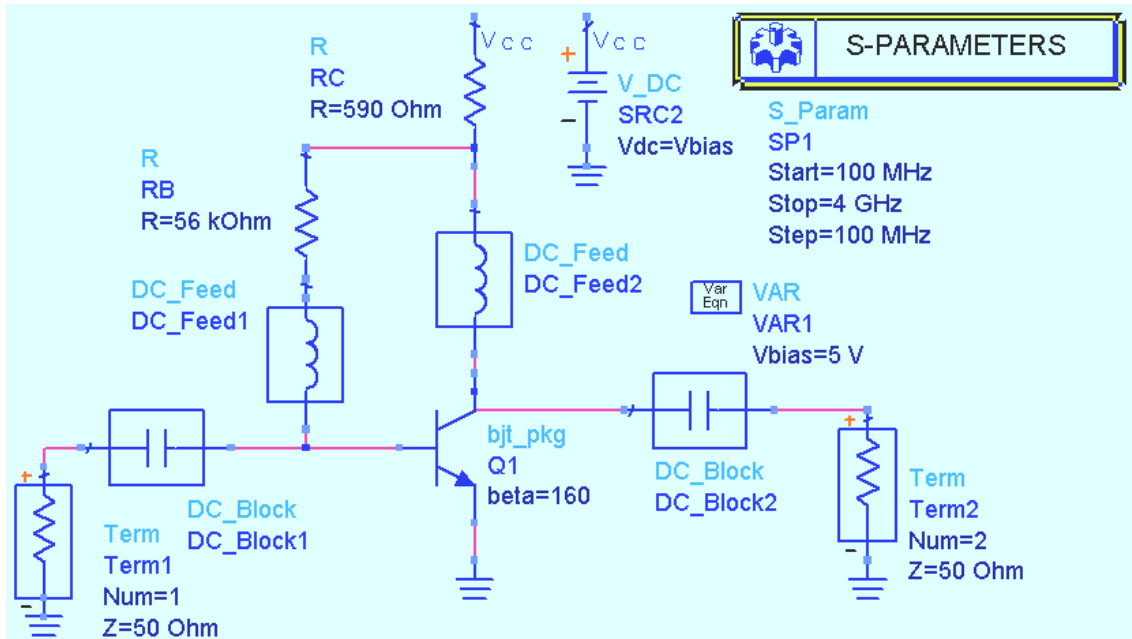 Vcc
Vcc
S-PARAMETERS
R
RC
R=590 Ohm
+
-
V_DC
SRC2
Vdc=Vbias
S_Param
SP1
Start=100 MHz
Stop=4 GHz
Step=100 MHz
R
RB
R=56 kOhm
DC_Feed
DC_Feed2
DC_Feed
DC_Feed1
Var
Eqn
VAR
VAR1
Vbias=5 V
bjt_pkg
Q1
beta=160
DC_Block
DC_Block1
DC_Block
DC_Block2
+
-
Term
Term1
Num=1
Z=50 Ohm
+
-
Term
Term2
Num=2
Z=50 Ohm